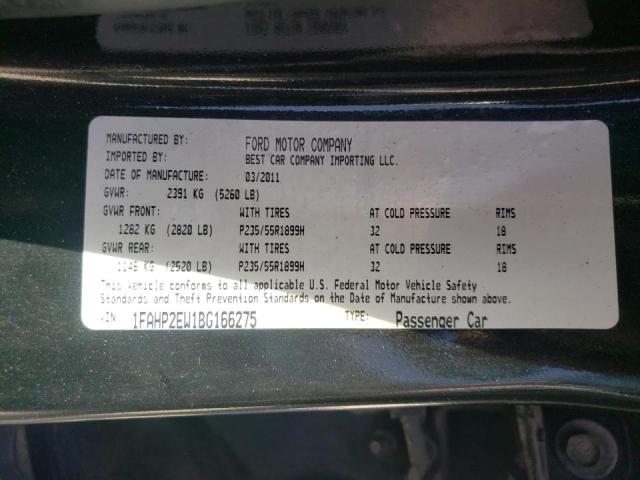 MANUFACTURED BY: FORD MOTOR COMPANY
IMPORTED BY: BEST CAR COMPANY IMPORTING LLC.
DATE OF MANUFACTURE: 03/2011
GVWR: 2391 KG (5260 LB)
GVWR FRONT: WITH TIRES AT COLD PRESSURE RIMS
1282 KG (2820 LB) P235/55R1899H 32 18
GVWR REAR: WITH TIRES AT COLD PRESSURE RIMS
1146 KG (2520 LB) P235/55R1899H 32 18
This vehicle conforms to all applicable U.S. Federal Motor Vehicle Safety
Standards and Theft Prevention Standards on the Date of Manufacture above
VIN: 1FAHP2EW1BG166275 TYPE: Passenger Car